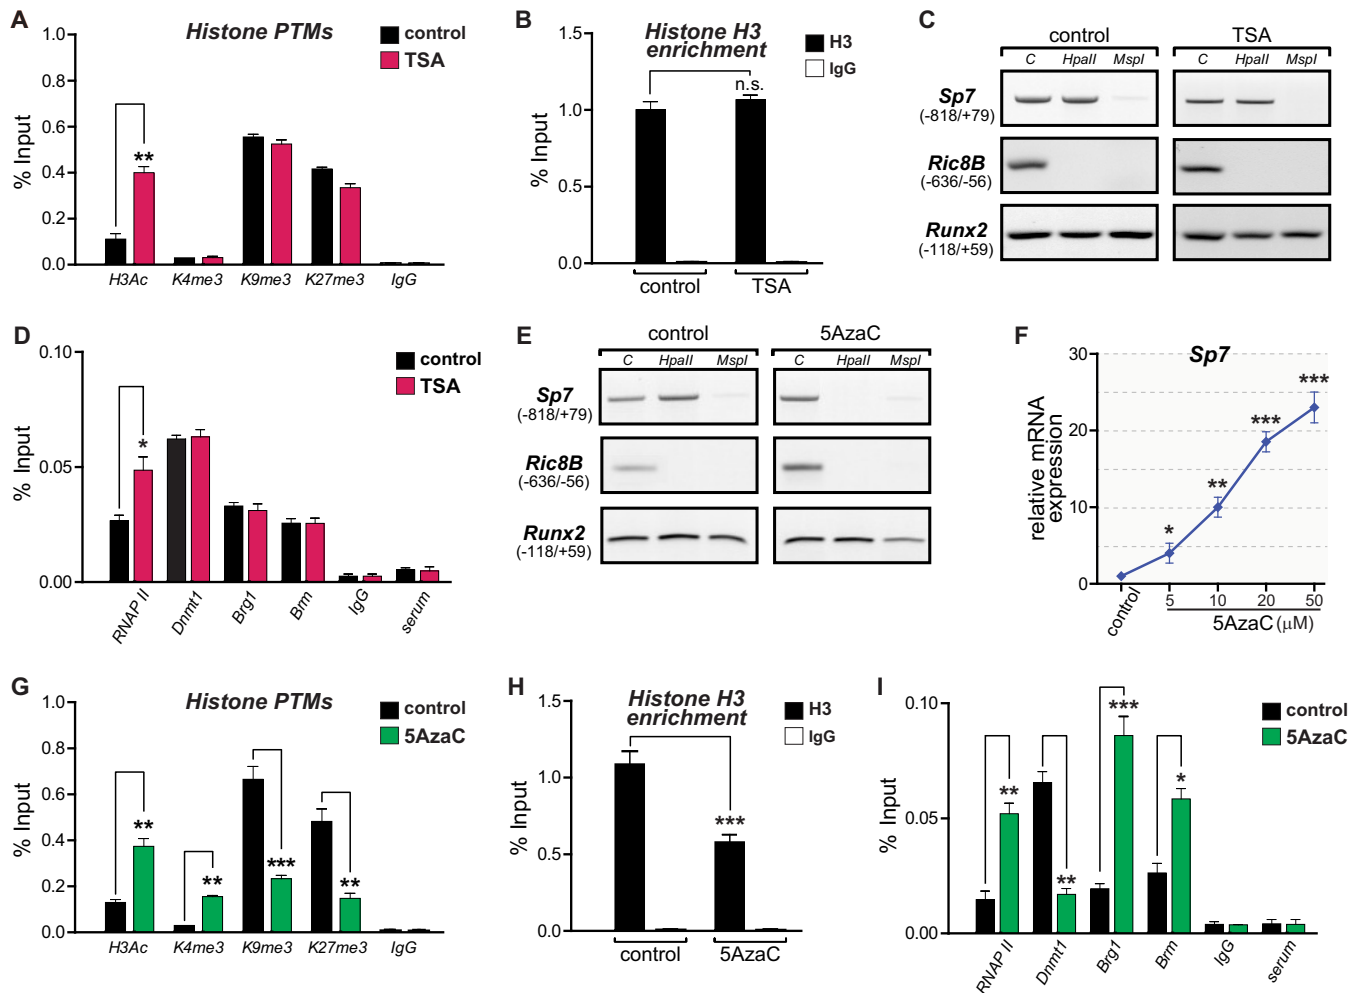 A
Histone PTMs
control
TSA
% Input
1.0
0.8
0.6
0.4
0.2
0.0
**
H3Ac K4me3 K9me3 K27me3 IgG
B
Histone H3
enrichment
H3
IgG
% Input
1.5
1.0
0.5
0.0
n.s.
control TSA
C
control TSA
C HpaII MspI C HpaII MspI
Sp7
(-818/+79)
Ric8B
(-636/-56)
Runx2
(-118/+59)
D
control
TSA
% Input
0.10
0.05
0.00
*
RNAP II Dnmt1 Brg1 Brm IgG serum
E
control 5AzaC
C HpaII MspI C HpaII MspI
Sp7
(-818/+79)
Ric8B
(-636/-56)
Runx2
(-118/+59)
F
Sp7
relative mRNA
expression
30
20
10
0
* ** *** ***
control 5 10 20 50
5AzaC (μM)
G
Histone PTMs
control
5AzaC
% Input
1.0
0.8
0.6
0.4
0.2
0.0
** ** *** **
H3Ac K4me3 K9me3 K27me3 IgG
H
Histone H3
enrichment
H3
IgG
% Input
1.5
1.0
0.5
0.0
***
control 5AzaC
I
control
5AzaC
% Input
0.10
0.05
0.00
** ** *** *
RNAP II Dnmt1 Brg1 Brm IgG serum